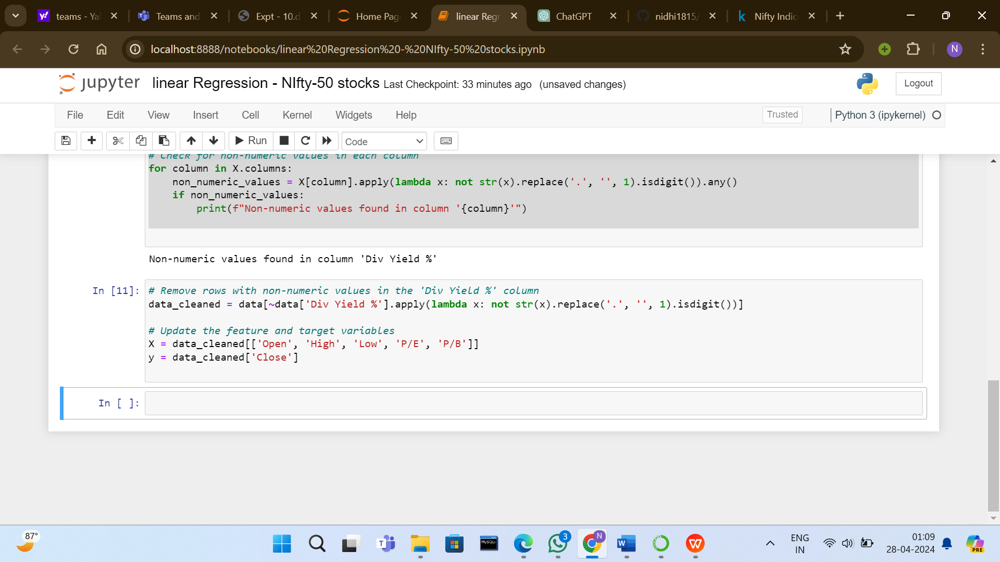 teams - Ya
Teams and
Expt - 10.d
Home Pag
linear Regr
ChatGPT
nidhi1815/
Nifty Indic
localhost:8888/notebooks/linear%20Regression%20-%20NIfty-50%20stocks.ipynb
N
jupyter linear Regression - NIfty-50 stocks Last Checkpoint: 33 minutes ago (unsaved changes)
Logout
File Edit View Insert Cell Kernel Widgets Help
Trusted
Python 3 (ipykernel)
Run
Code
# Check for non-numeric values in each column
for column in X.columns:
    non_numeric_values = X[column].apply(lambda x: not str(x).replace('.', '', 1).isdigit()).any()
    if non_numeric_values:
        print(f"Non-numeric values found in column '{column}'")
Non-numeric values found in column 'Div Yield %'
In [11]:
# Remove rows with non-numeric values in the 'Div Yield %' column
data_cleaned = data[~data['Div Yield %'].apply(lambda x: not str(x).replace('.', '', 1).isdigit())]
# Update the feature and target variables
X = data_cleaned[['Open', 'High', 'Low', 'P/E', 'P/B']]
y = data_cleaned['Close']
In [ ]:
87°
T
MySQL
3
N
W
ENG
IN
01:09
28-04-2024
PRE